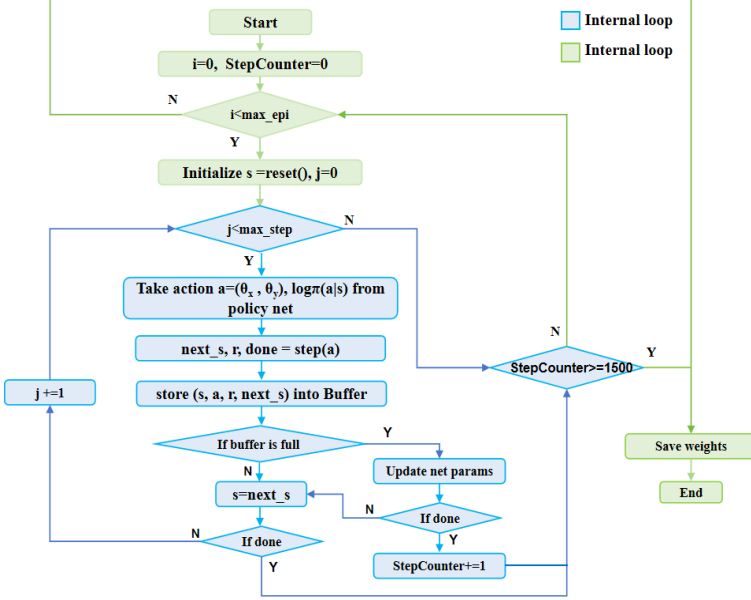 Start
Internal loop
Internal loop
i=0, StepCounter=0
N
i<max_epi
Y
Initialize s =reset(), j=0
j<max_step
N
Y
Take action a=(θx , θy), logπ(a|s) from
policy net
next_s, r, done = step(a)
N
Y
StepCounter>=1500
j +=1
store (s, a, r, next_s) into Buffer
If buffer is full
Y
N
Update net params
s=next_s
N
If done
Y
N
If done
Y
StepCounter+=1
Save weights
End